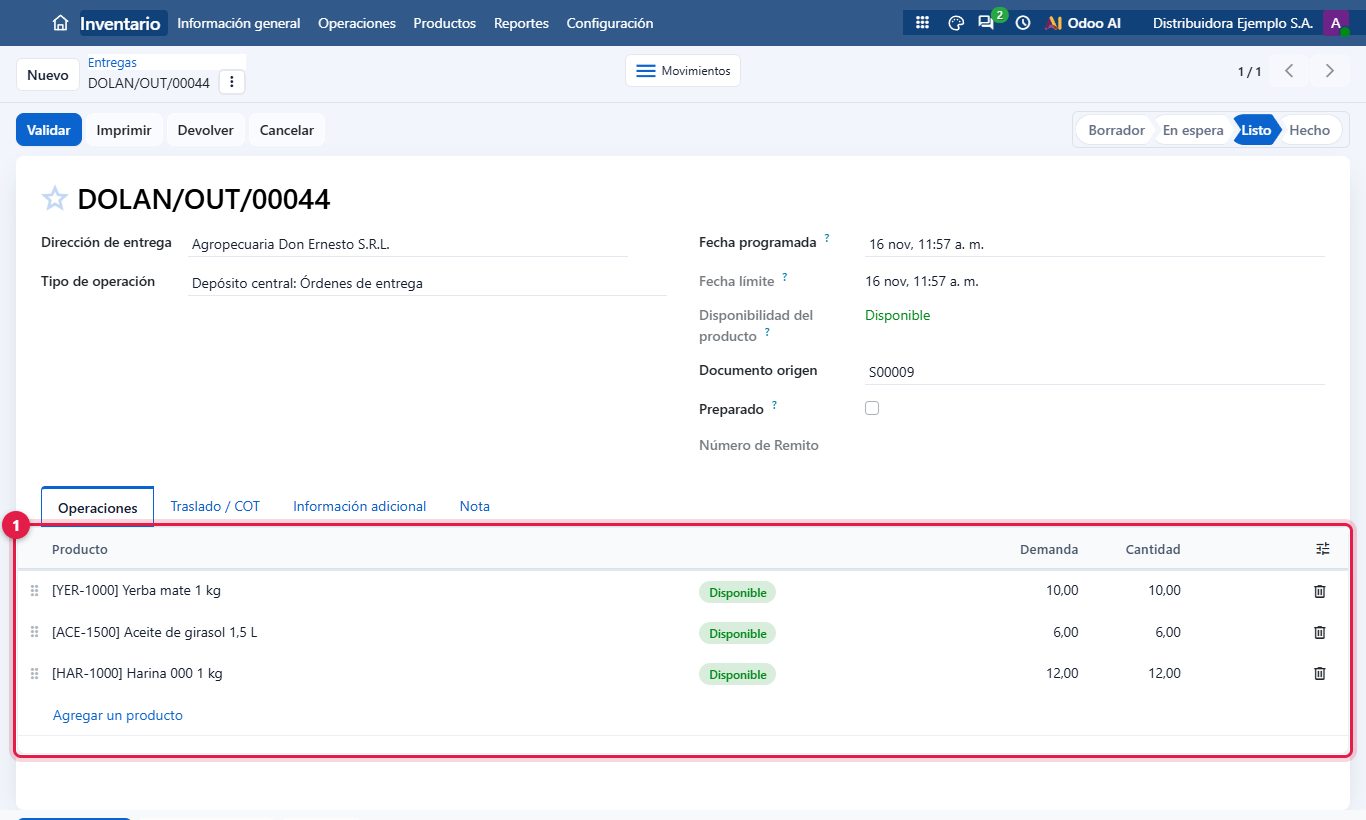 Inventario Información general Operaciones Productos Reportes Configuración 2 Odoo AI Distribuidora Ejemplo S.A. A
Nuevo Entregas Movimientos 1 / 1
DOLAN/OUT/00044
Validar Imprimir Devolver Cancelar Borrador En espera Listo Hecho
DOLAN/OUT/00044
Dirección de entrega Agropecuaria Don Ernesto S.R.L. Fecha programada ? 16 nov, 11:57 a. m.
Tipo de operación Depósito central: Órdenes de entrega Fecha límite ? 16 nov, 11:57 a. m.
Disponibilidad del Disponible
producto ?
Documento origen S00009
Preparado ?
Número de Remito
Operaciones Traslado / COT Información adicional Nota
1
Producto Demanda Cantidad
[YER-1000] Yerba mate 1 kg Disponible 10,00 10,00
[ACE-1500] Aceite de girasol 1,5 L Disponible 6,00 6,00
[HAR-1000] Harina 000 1 kg Disponible 12,00 12,00
Agregar un producto